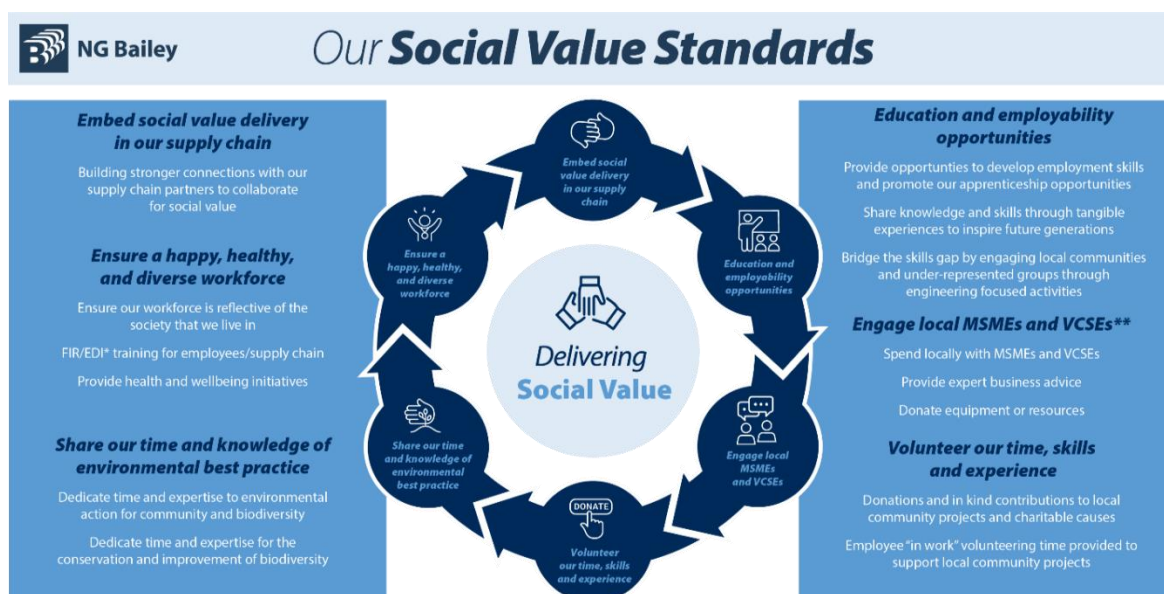 NG Bailey
Our Social Value Standards
Embed social value delivery
in our supply chain
Building stronger connections with our
supply chain partners to collaborate
for social value
Ensure a happy, healthy,
and diverse workforce
Ensure our workforce is reflective of the
society that we live in
FIR/EDI* training for employees/supply chain
Provide health and wellbeing initiatives
Share our time and knowledge of
environmental best practice
Dedicate time and expertise to environmental
action for community and biodiversity
Dedicate time and expertise for the
conservation and improvement of biodiversity
Embed social
value delivery
in our supply
chain
Education and
employability
opportunities
Engage local
MSMEs
and VCSEs
DONATE
Volunteer
our time, skills
and experience
Share our time
and knowledge of
environmental
best practice
Ensure a
happy, healthy,
and diverse
workforce
Delivering
Social Value
Education and employability
opportunities
Provide opportunties to develop employment skills
and promote our apprenticeship opportunities
Share knowledge and skills through tangible
experiences to inspire future generations
Bridge the skills gap by engaging local communities
and under-represented groups through
engineering focused activities
Engage local MSMEs and VCSEs**
Spend locally with MSMEs and VCSEs
Provide expert business advice
Donate equipment or resources
Volunteer our time, skills
and experience
Donations and in kind contributions to local
community projects and charitable causes
Employee "in work" volunteering time provided to
support local community projects